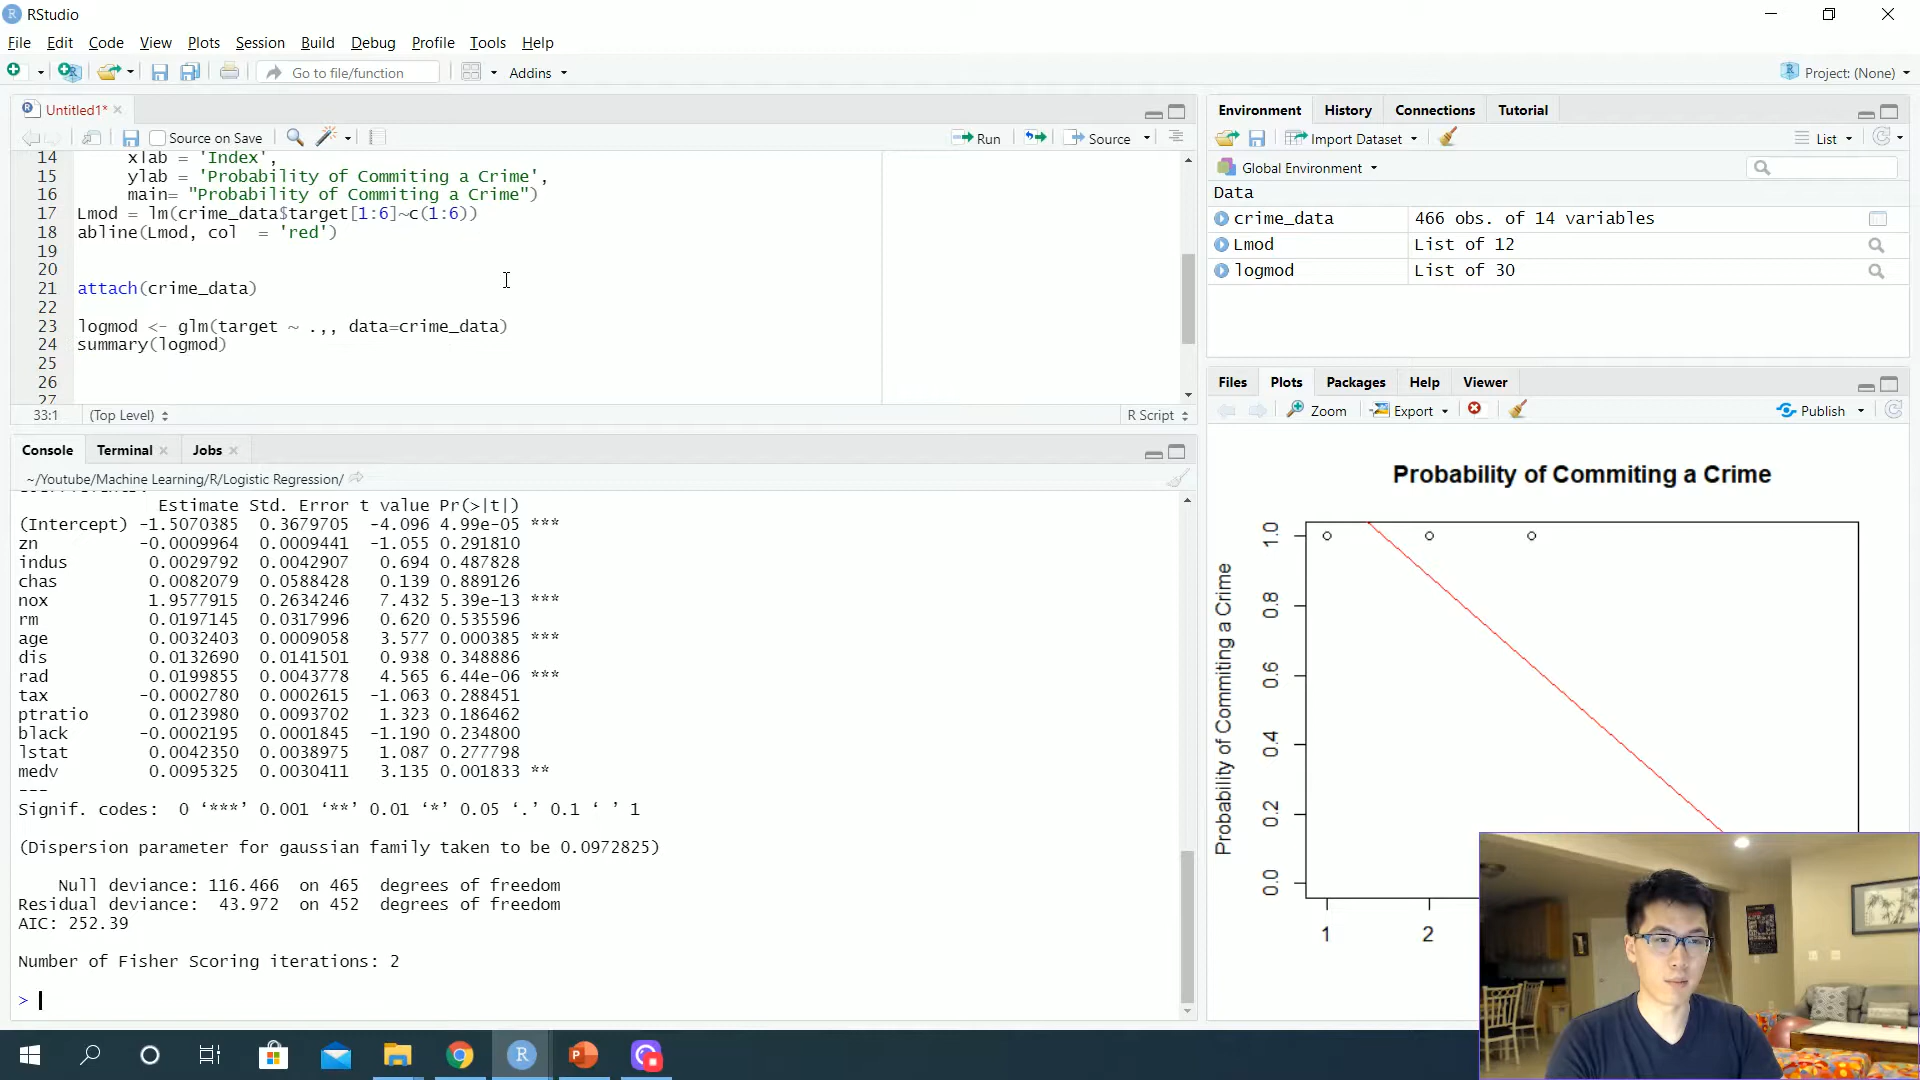 RStudio
File Edit Code View Plots Session Build Debug Profile Tools Help
Go to file/function Addins Project: (None)
Untitled1*
Source on Save Run Source
14 xlab = 'Index',
15 ylab = 'Probability of Commiting a Crime',
16 main= "Probability of Commiting a Crime")
17 Lmod = lm(crime_data$target[1:6]~c(1:6))
18 abline(Lmod, col  = 'red')
19
20
21 attach(crime_data)
22
23 logmod <- glm(target ~ .,, data=crime_data)
24 summary(logmod)
25
26
27
33:1 (Top Level) R Script
Console Terminal Jobs
~/Youtube/Machine Learning/R/Logistic Regression/
Coefficients:
Estimate Std. Error t value Pr(>|t|)
(Intercept) -1.5070385 0.3679705 -4.096 4.99e-05 ***
zn -0.0009964 0.0009441 -1.055 0.291810
indus 0.0029792 0.0042907 0.694 0.487828
chas 0.0082079 0.0588428 0.139 0.889126
nox 1.9577915 0.2634246 7.432 5.39e-13 ***
rm 0.0197145 0.0317996 0.620 0.535596
age 0.0032403 0.0009058 3.577 0.000385 ***
dis 0.0132690 0.0141501 0.938 0.348886
rad 0.0199855 0.0043778 4.565 6.44e-06 ***
tax -0.0002780 0.0002615 -1.063 0.288451
ptratio 0.0123980 0.0093702 1.323 0.186462
black -0.0002195 0.0001845 -1.190 0.234800
lstat 0.0042350 0.0038975 1.087 0.277798
medv 0.0095325 0.0030411 3.135 0.001833 **
---
Signif. codes:  0 ‘***’ 0.001 ‘**’ 0.01 ‘*’ 0.05 ‘.’ 0.1 ‘ ’ 1
(Dispersion parameter for gaussian family taken to be 0.0972825)
Null deviance: 116.466  on 465  degrees of freedom
Residual deviance:  43.972  on 452  degrees of freedom
AIC: 252.39
Number of Fisher Scoring iterations: 2
>
Environment History Connections Tutorial
Import Dataset List
Global Environment
Data
crime_data 466 obs. of 14 variables
Lmod List of 12
logmod List of 30
Files Plots Packages Help Viewer
Zoom Export Publish
Probability of Commiting a Crime
Probability of Commiting a Crime
1.0
0.8
0.6
0.4
0.2
0.0
1 2